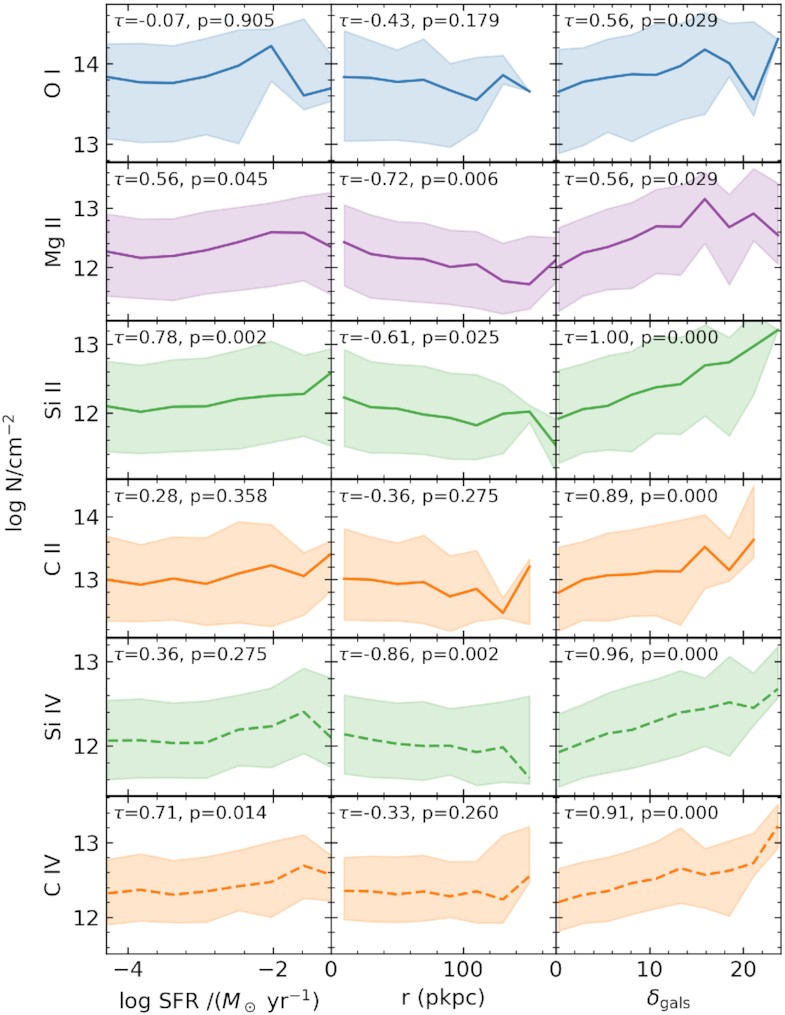 τ=-0.07, p=0.905 τ=-0.43, p=0.179 τ=0.56, p=0.029
14
13
O I
τ=0.56, p=0.045 τ=-0.72, p=0.006 τ=0.56, p=0.029
13
12
Mg II
τ=0.78, p=0.002 τ=-0.61, p=0.025 τ=1.00, p=0.000
13
12
Si II
log N/cm⁻²
τ=0.28, p=0.358 τ=-0.36, p=0.275 τ=0.89, p=0.000
14
13
C II
τ=0.36, p=0.275 τ=-0.86, p=0.002 τ=0.96, p=0.000
13
12
Si IV
τ=0.71, p=0.014 τ=-0.33, p=0.260 τ=0.91, p=0.000
13
12
C IV
−4 −2 0 100 0 10 20
log SFR /(M⊙ yr⁻¹) r (pkpc) δgals